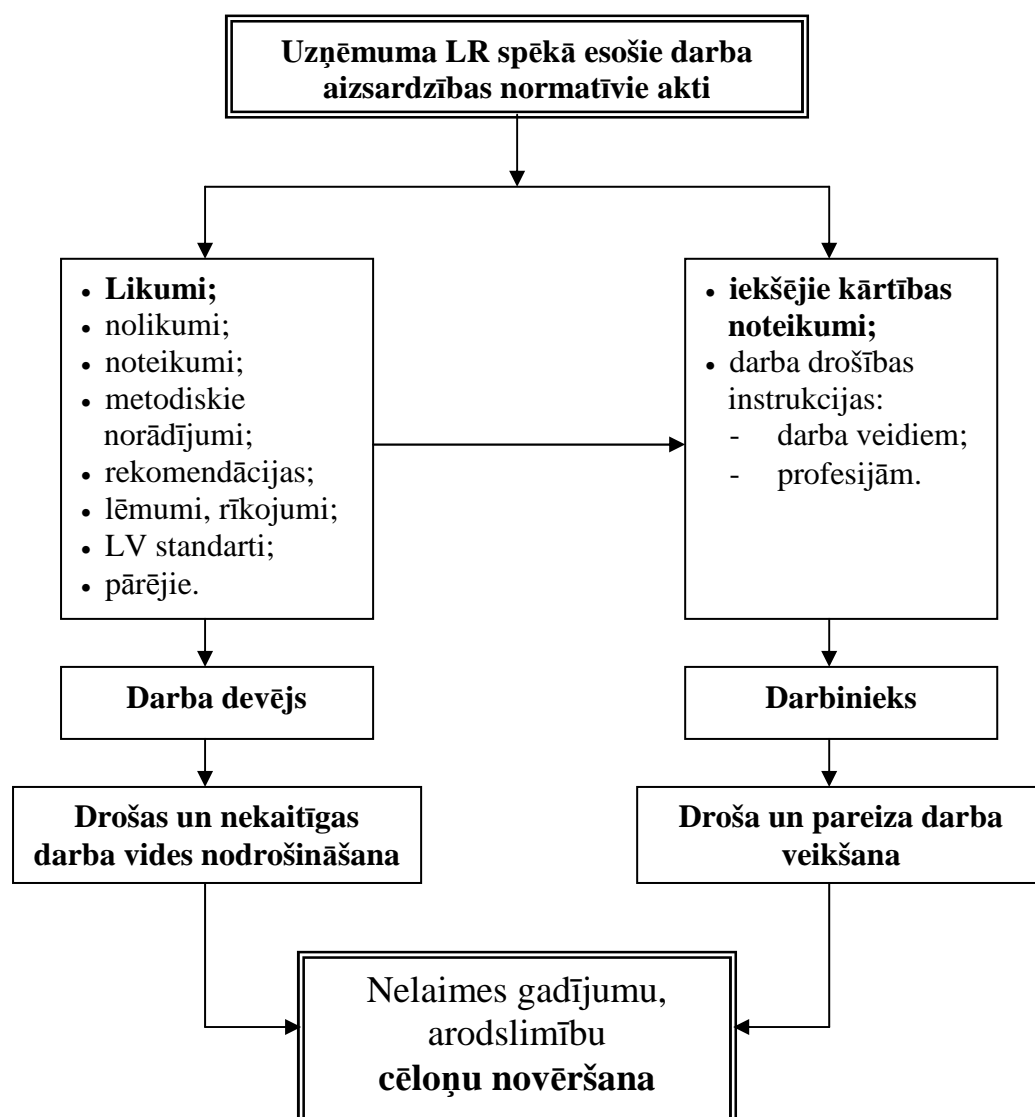 Uzņēmuma LR spēkā esošie darba
aizsardzības normatīvie akti
• Likumi;
• nolikumi;
• noteikumi;
• metodiskie
norādījumi;
• rekomendācijas;
• lēmumi, rīkojumi;
• LV standarti;
• pārējie.
• iekšējie kārtības
noteikumi;
• darba drošības
instrukcijas:
- darba veidiem;
- profesijām.
Darba devējs
Darbinieks
Drošas un nekaitīgas
darba vides nodrošināšana
Droša un pareiza darba
veikšana
Nelaimes gadījumu,
arodslimību
cēloņu novēršana